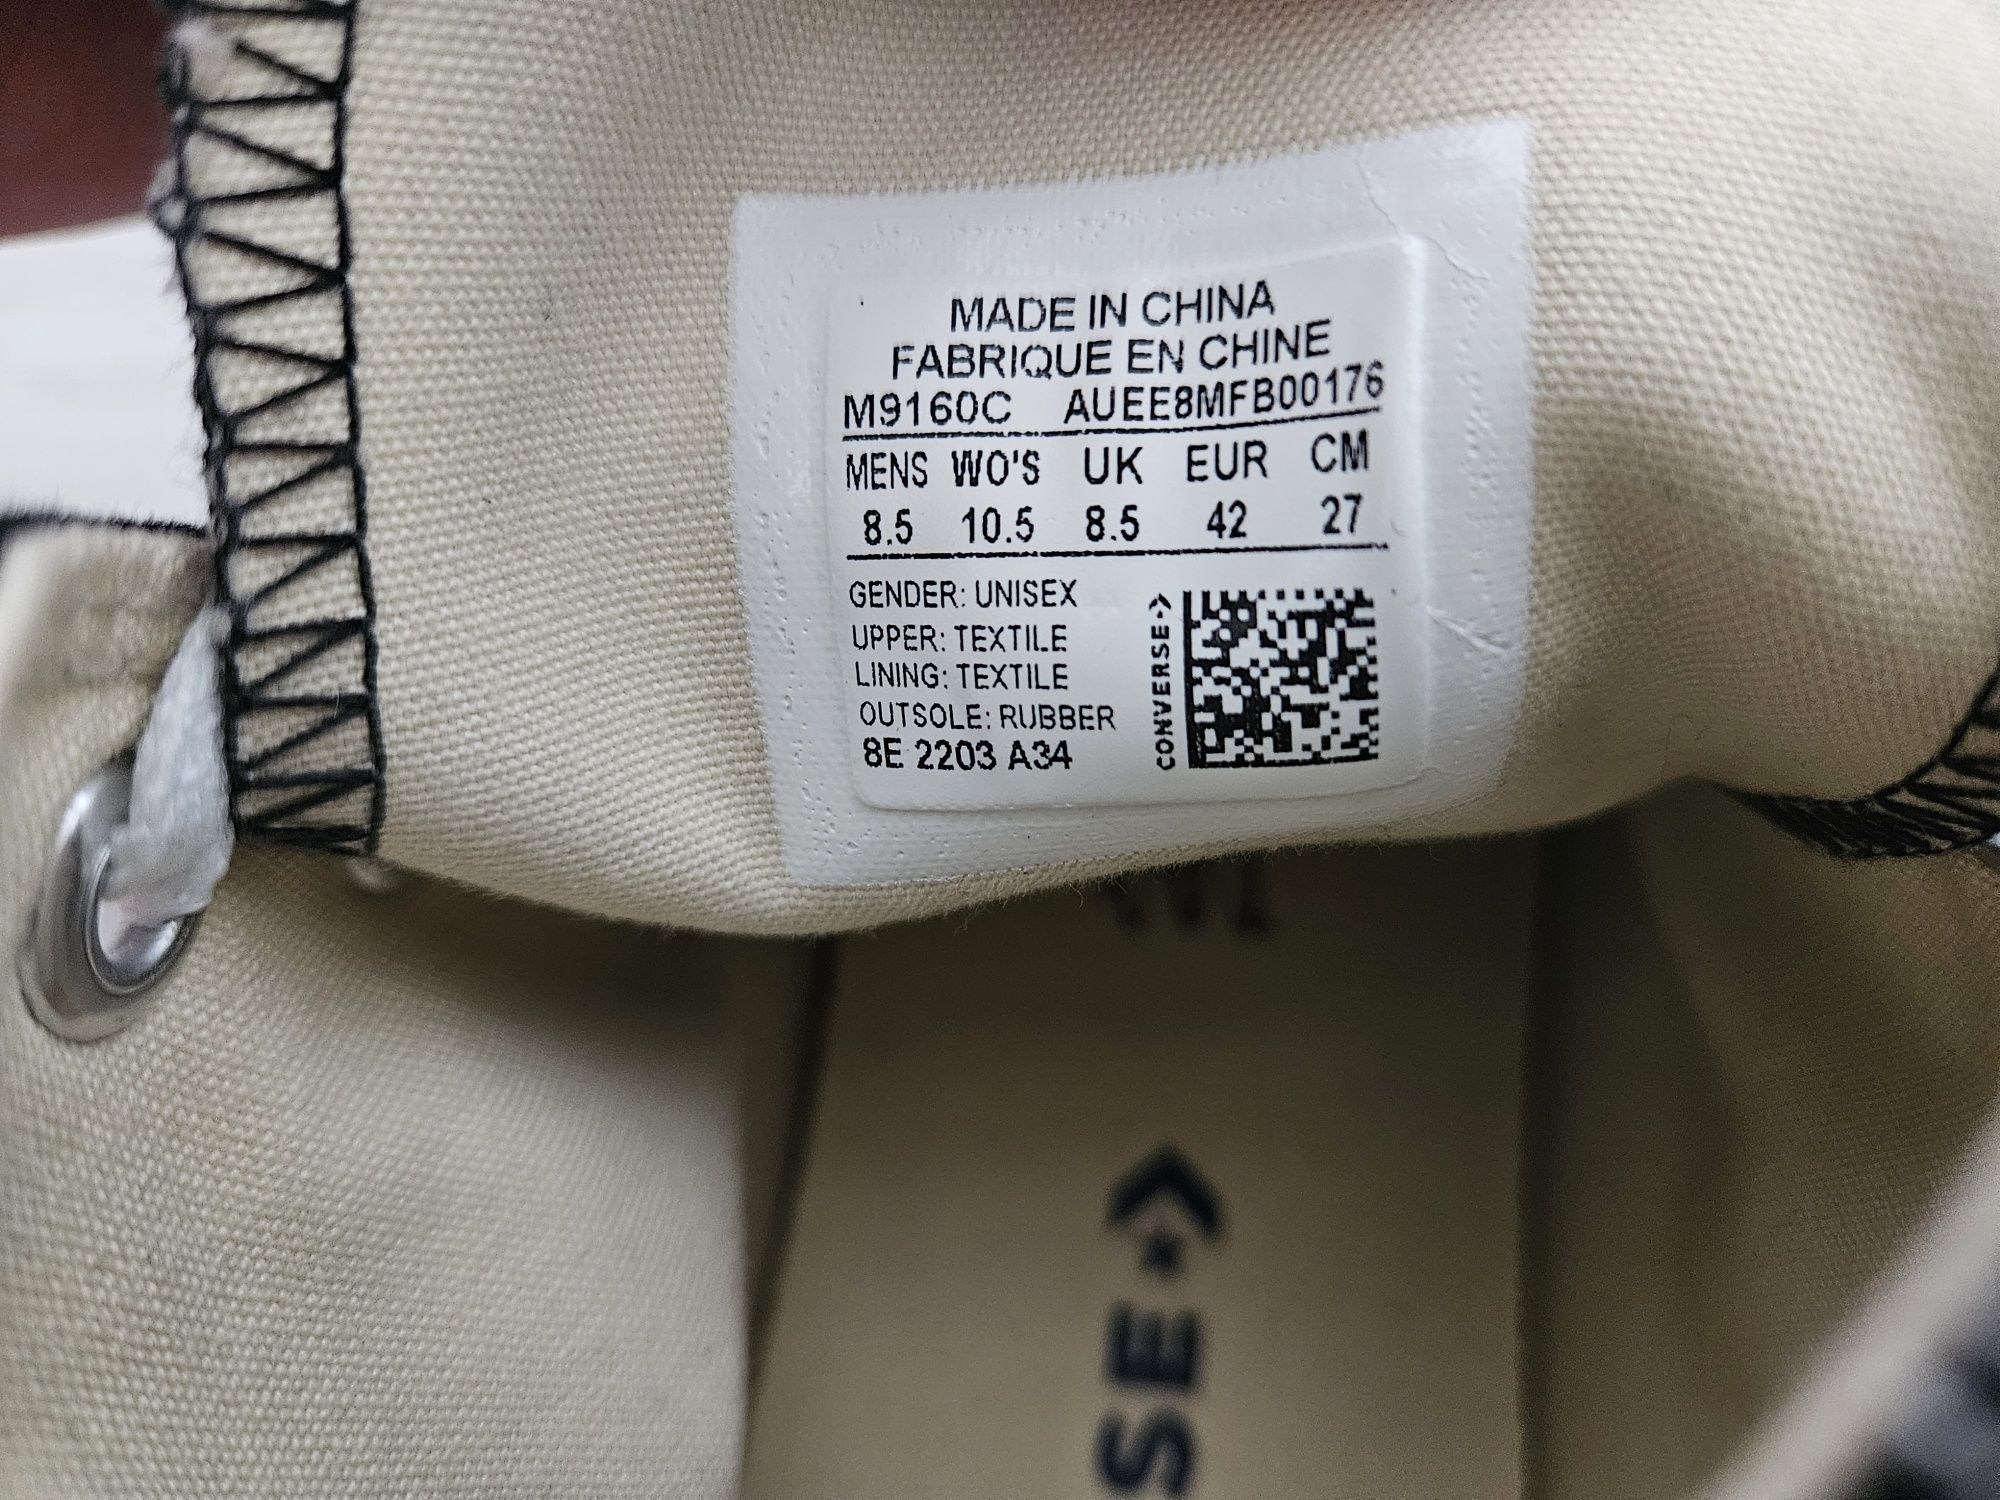 MADE IN CHINA
FABRIQUE EN CHINE
M9160C AUEE8MFB00176
MENS WO'S UK EUR CM
8.5 10.5 8.5 42 27
GENDER: UNISEX
UPPER: TEXTILE
LINING: TEXTILE
OUTSOLE: RUBBER
8E 2203 A34
CONVERSE
SE